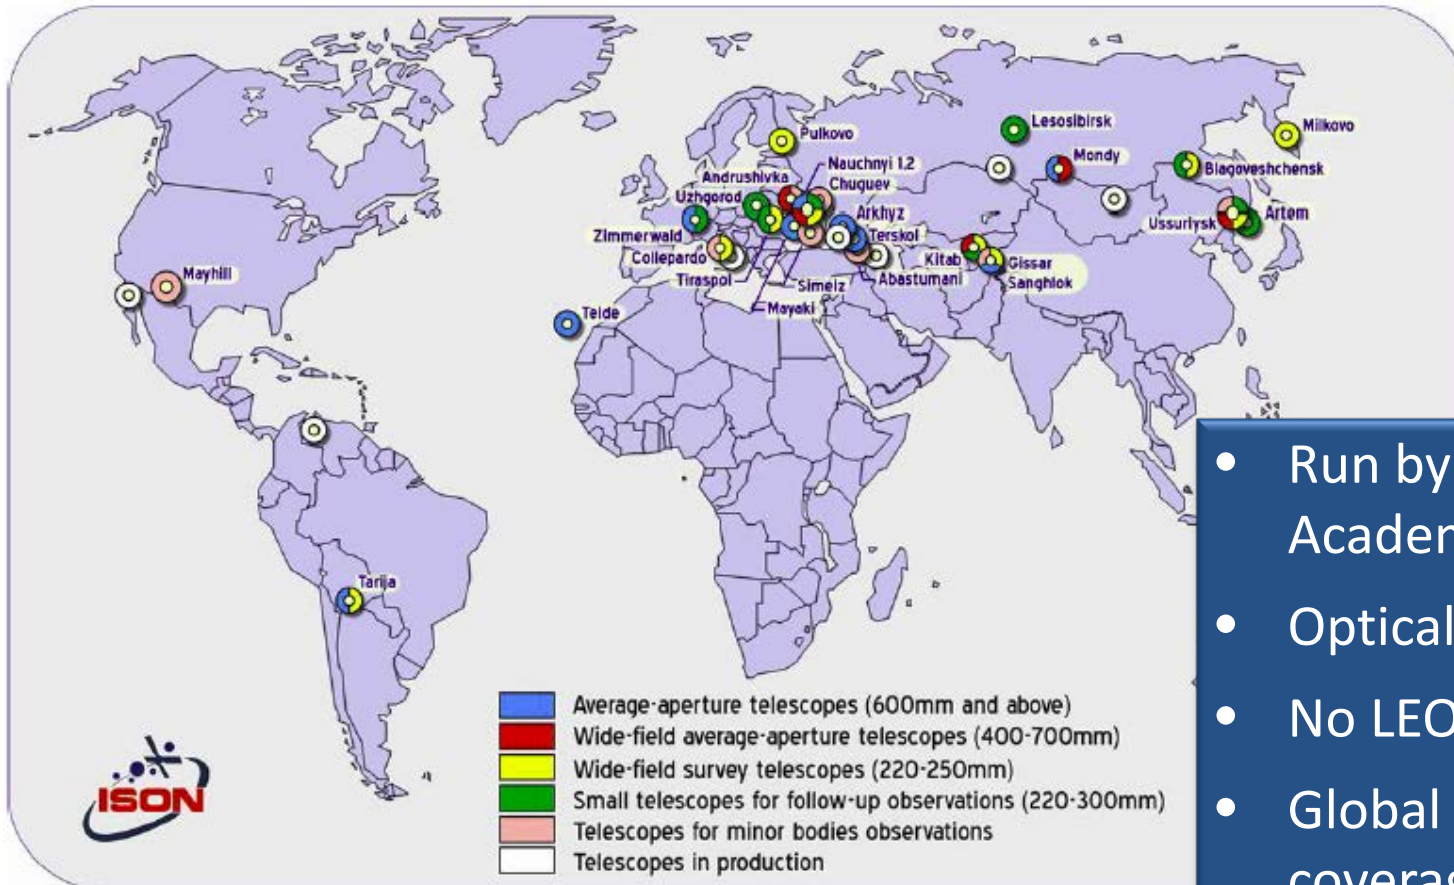 Lesosibirsk
Milkovo
Pulkovo
Mondy
Nauchnyi 1.2
Blagoveshchensk
Andrushivka
Chuguev
Uzhgorod
Arkhyz
Artem
Ussuriysk
Zimmerwald
Terskol
Collepardo
Kitab
Gissar
Mayhill
Tiraspol
Simeiz
Abastumani
Sanghlok
Mayaki
Teide
Tarija
Average-aperture telescopes (600mm and above)
Wide-field average-aperture telescopes (400-700mm)
Wide-field survey telescopes (220-250mm)
Small telescopes for follow-up observations (220-300mm)
Telescopes for minor bodies observations
Telescopes in production
ISON
• Run by
• Optical
• No LEO
• Global